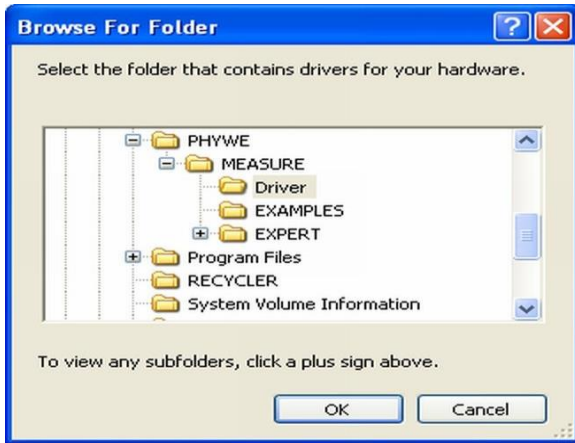 Browse For Folder
Select the folder that contains drivers for your hardware.
PHYWE
MEASURE
Driver
EXAMPLES
EXPERT
Program Files
RECYCLER
System Volume Information
To view any subfolders, click a plus sign above.
OK Cancel